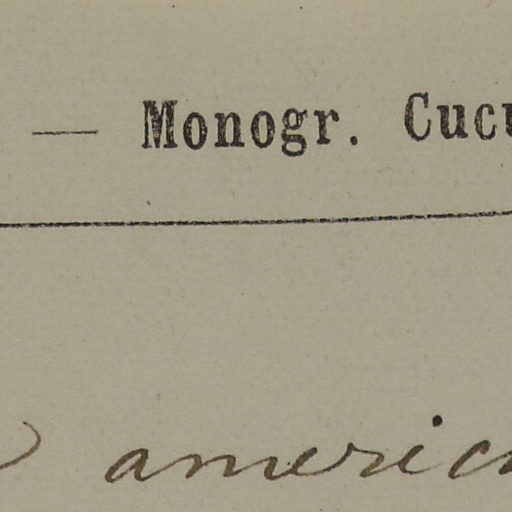 — Monogr. Cucu
americ